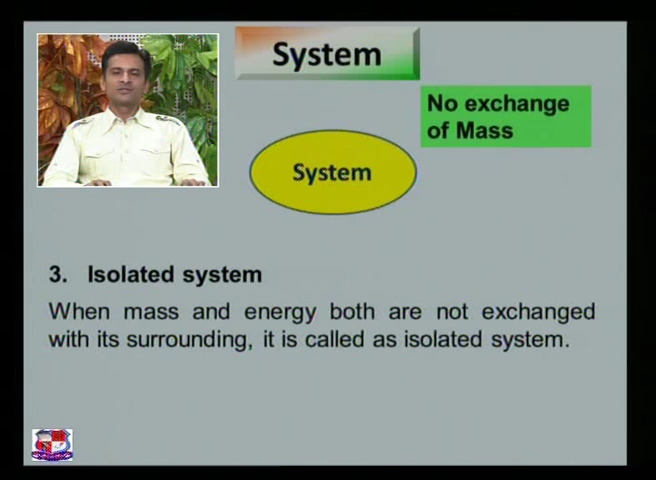 System
No exchange
of Mass
System
3. Isolated system
When mass and energy both are not exchanged
with its surrounding, it is called as isolated system.